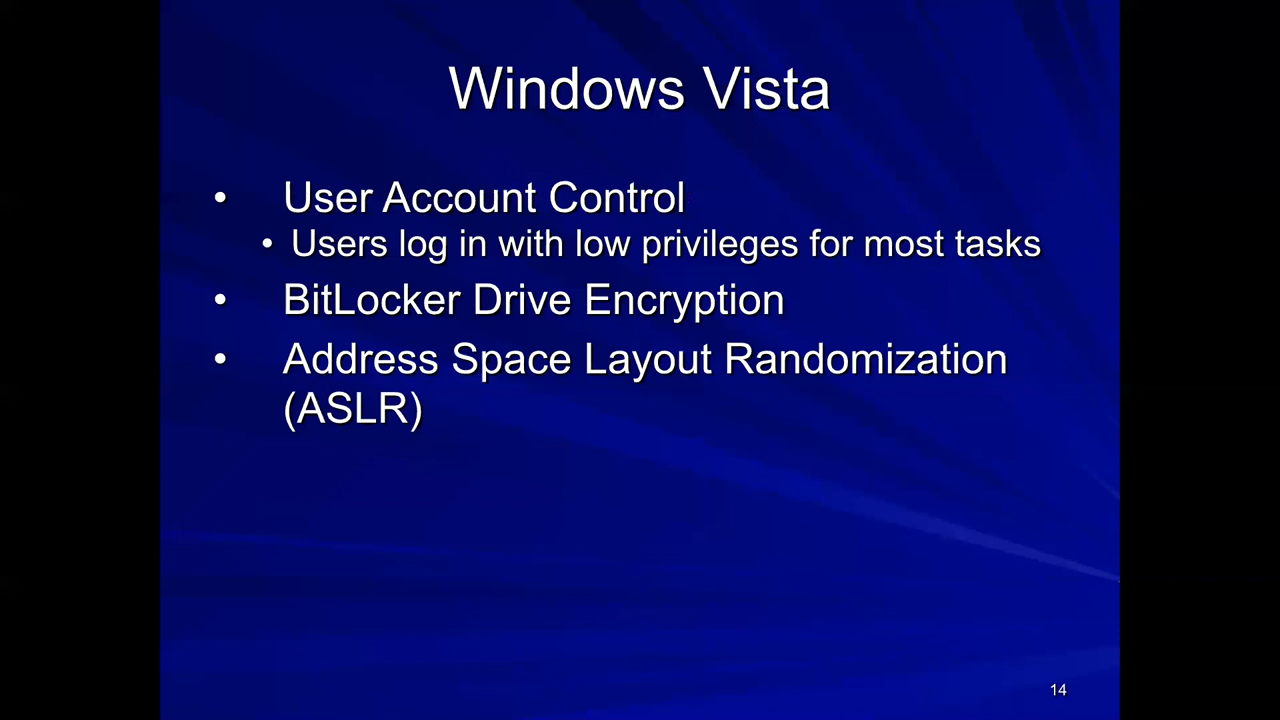 Windows Vista
• User Account Control
• Users log in with low privileges for most tasks
• BitLocker Drive Encryption
• Address Space Layout Randomization
(ASLR)
14